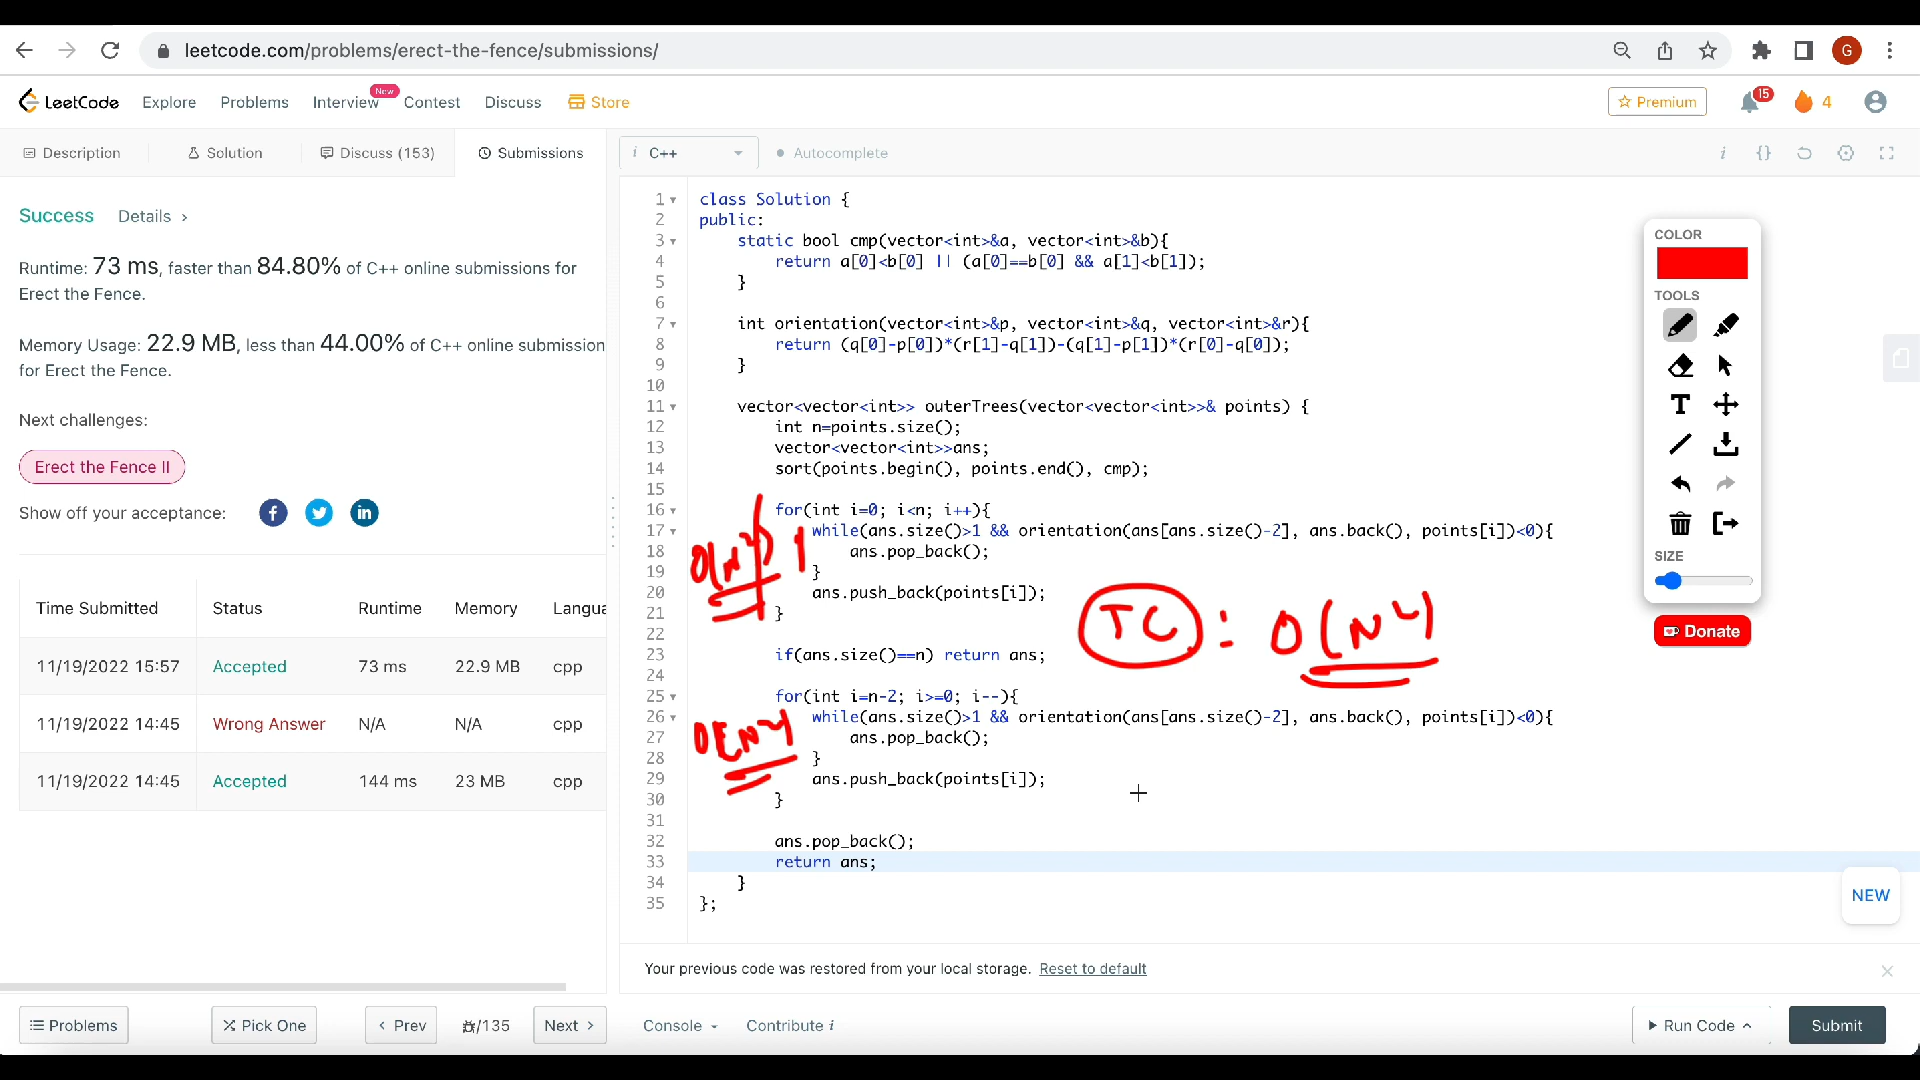 leetcode.com/problems/erect-the-fence/submissions/
G
LeetCode Explore Problems Interview New Contest Discuss Store Premium 15 4
Description Solution Discuss (153) Submissions i C++ Autocomplete i {}
Success Details >
Runtime: 73 ms, faster than 84.80% of C++ online submissions for
Erect the Fence.
Memory Usage: 22.9 MB, less than 44.00% of C++ online submission
for Erect the Fence.
Next challenges:
Erect the Fence II
Show off your acceptance:
Time Submitted Status Runtime Memory Langua
11/19/2022 15:57 Accepted 73 ms 22.9 MB cpp
11/19/2022 14:45 Wrong Answer N/A N/A cpp
11/19/2022 14:45 Accepted 144 ms 23 MB cpp
1 class Solution {
2 public:
3 static bool cmp(vector<int>&a, vector<int>&b){
4 return a[0]<b[0] || (a[0]==b[0] && a[1]<b[1]);
5 }
6
7 int orientation(vector<int>&p, vector<int>&q, vector<int>&r){
8 return (q[0]-p[0])*(r[1]-q[1])-(q[1]-p[1])*(r[0]-q[0]);
9 }
10
11 vector<vector<int>> outerTrees(vector<vector<int>>& points) {
12 int n=points.size();
13 vector<vector<int>>ans;
14 sort(points.begin(), points.end(), cmp);
15
16 for(int i=0; i<n; i++){
17 while(ans.size()>1 && orientation(ans[ans.size()-2], ans.back(), points[i])<0){
18 ans.pop_back();
19 }
20 ans.push_back(points[i]);
21 }
22
23 if(ans.size()==n) return ans;
24
25 for(int i=n-2; i>=0; i--){
26 while(ans.size()>1 && orientation(ans[ans.size()-2], ans.back(), points[i])<0){
27 ans.pop_back();
28 }
29 ans.push_back(points[i]);
30 }
31
32 ans.pop_back();
33 return ans;
34 }
35 };
TC :
COLOR
TOOLS
T
SIZE
Donate
NEW
Your previous code was restored from your local storage. Reset to default
Problems Pick One < Prev /135 Next > Console Contribute i Run Code Submit